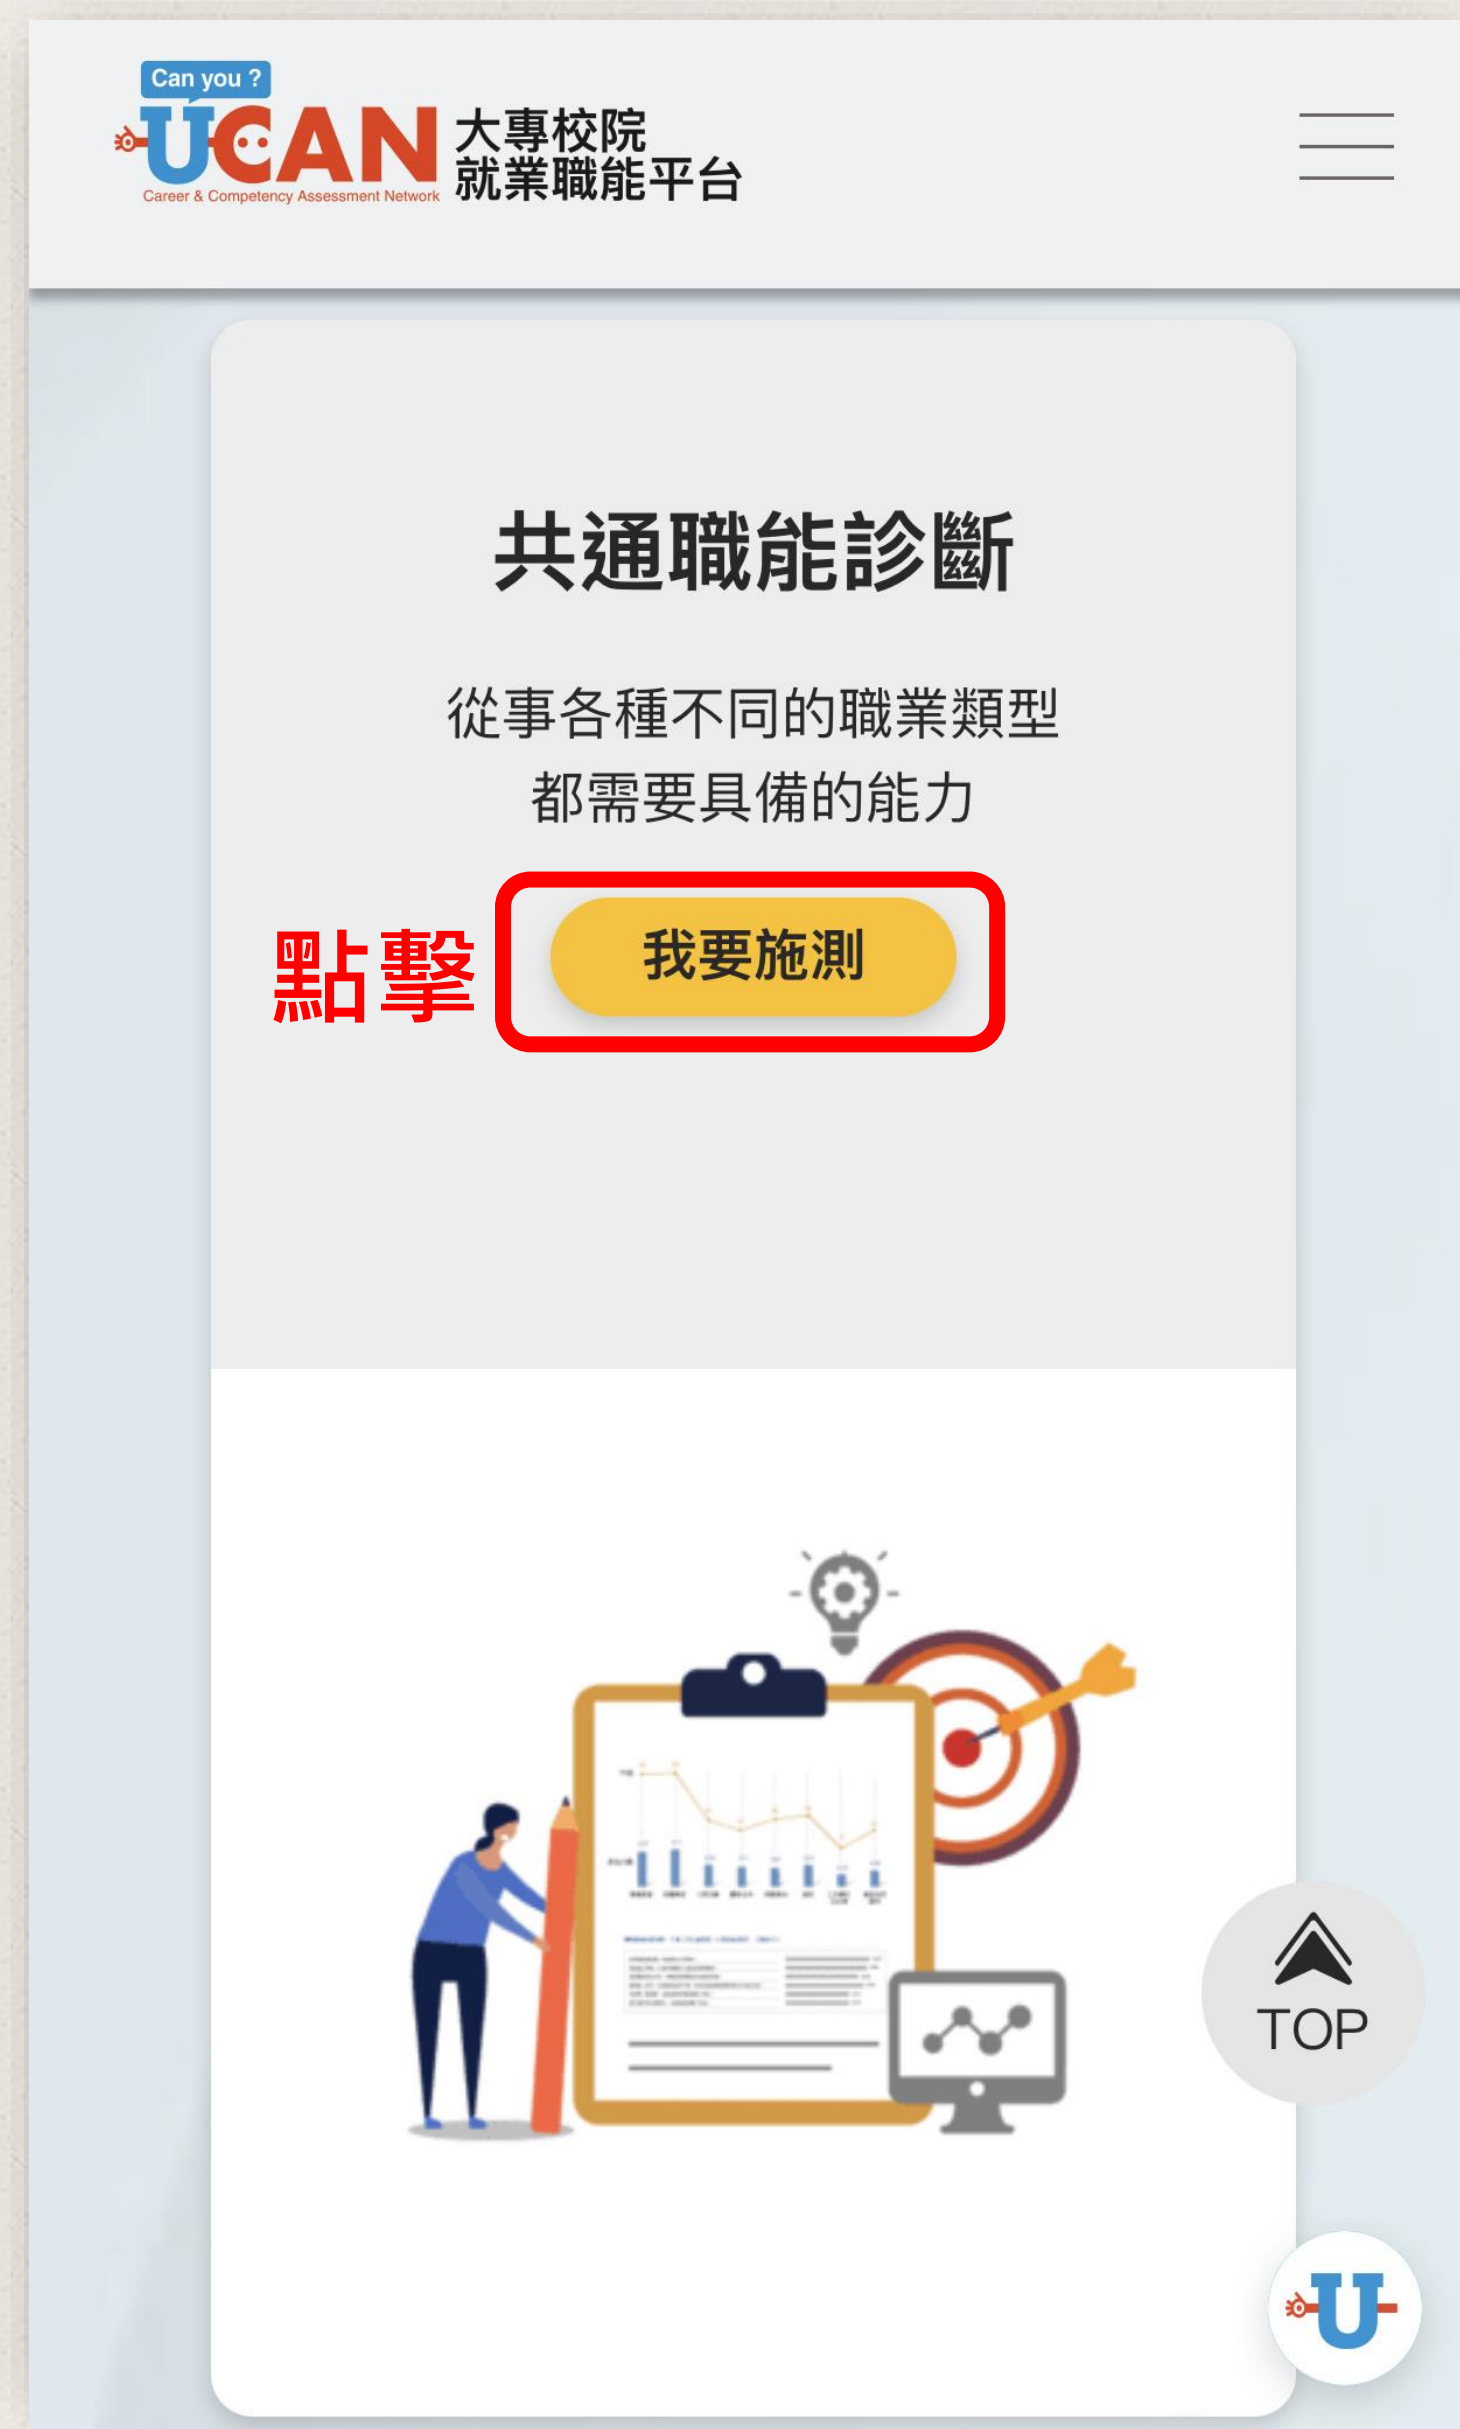 Can you ?
UCAN
Career & Competency Assessment Network
大專校院
就業職能平台
共通職能診斷
從事各種不同的職業類型
都需要具備的能力
點擊
我要施測
TOP
U